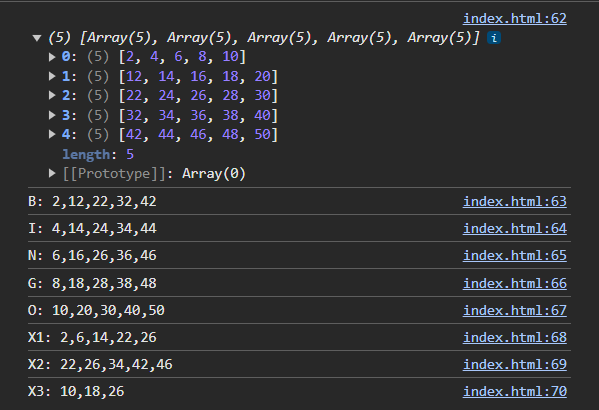 index.html:62
(5) [Array(5), Array(5), Array(5), Array(5), Array(5)] i
0: (5) [2, 4, 6, 8, 10]
1: (5) [12, 14, 16, 18, 20]
2: (5) [22, 24, 26, 28, 30]
3: (5) [32, 34, 36, 38, 40]
4: (5) [42, 44, 46, 48, 50]
length: 5
[[Prototype]]: Array(0)
B: 2,12,22,32,42 index.html:63
I: 4,14,24,34,44 index.html:64
N: 6,16,26,36,46 index.html:65
G: 8,18,28,38,48 index.html:66
O: 10,20,30,40,50 index.html:67
X1: 2,6,14,22,26 index.html:68
X2: 22,26,34,42,46 index.html:69
X3: 10,18,26 index.html:70